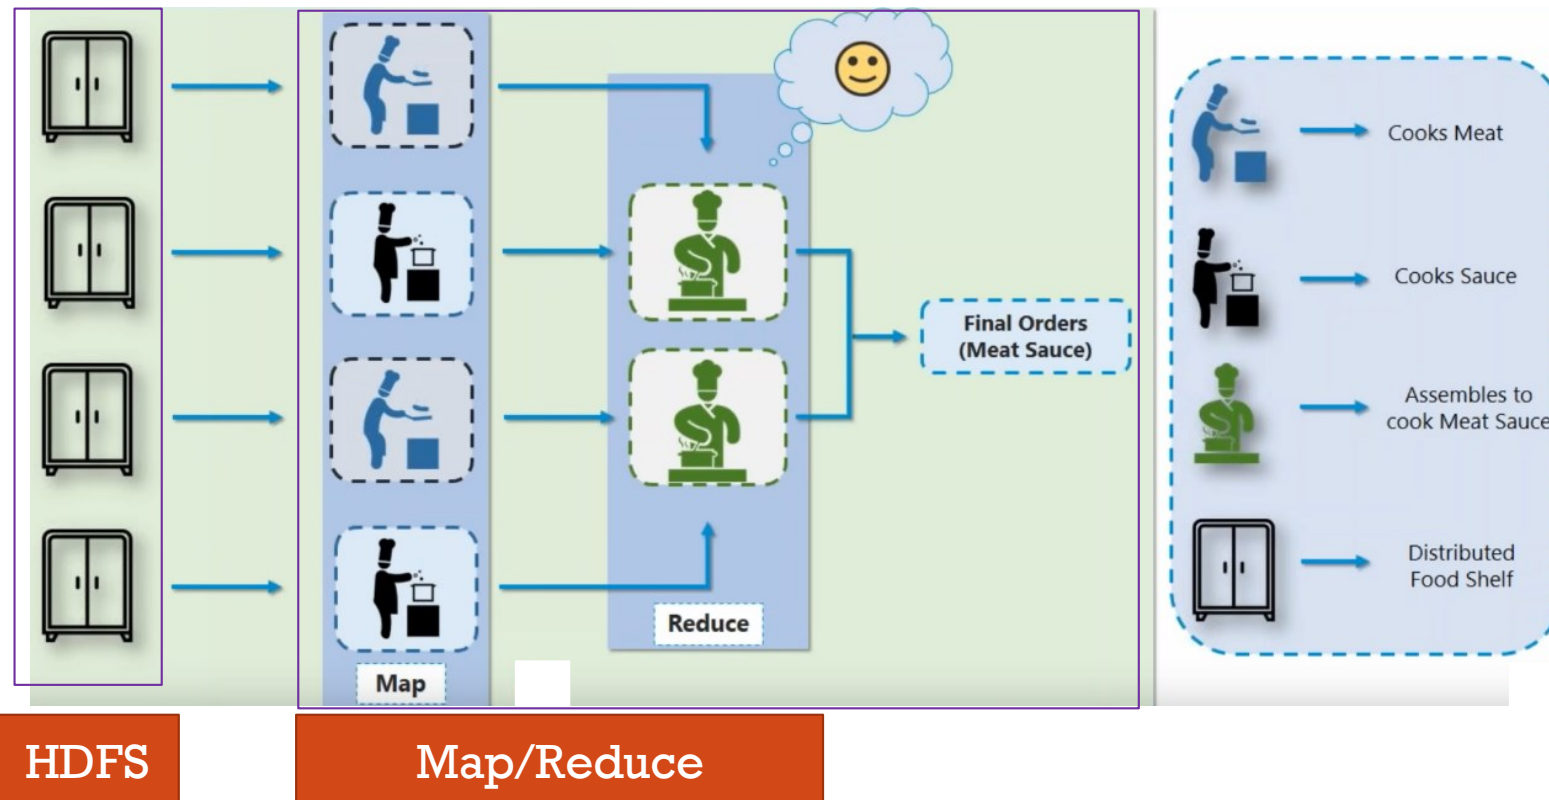 Final Orders
(Meat Sauce)
Reduce
Map
Cooks Meat
Cooks Sauce
Assembles to
cook Meat Sauce
Distributed
Food Shelf
HDFS
Map/Reduce